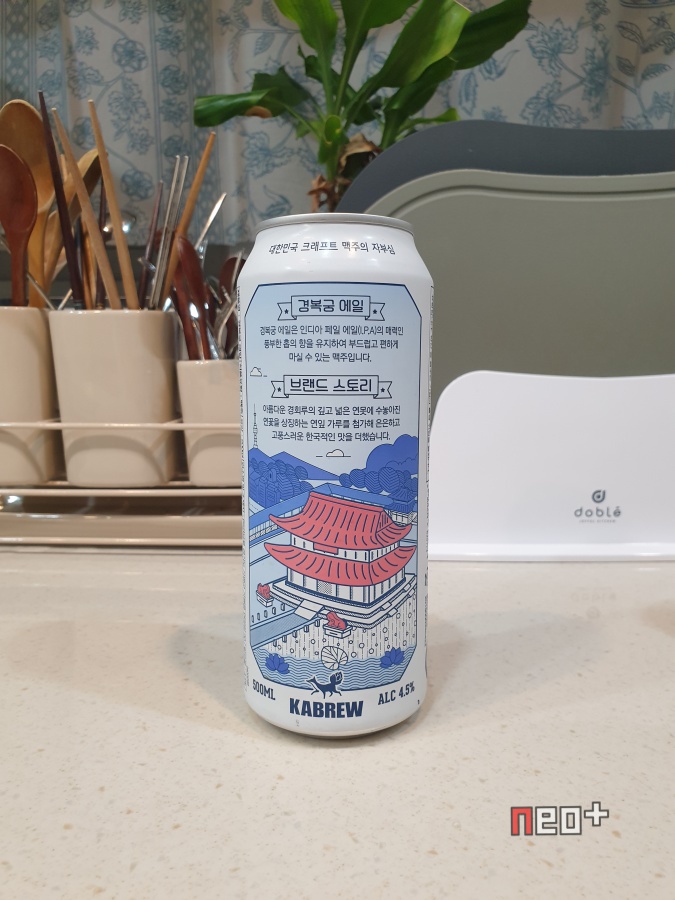 대한민국 크래프트 맥주의 자부심
경복궁 에일
경복궁 에일은 인디아 페일 에일(I.P.A)의 매력인
풍부한 홉의 향을 유지하여 부드럽고 편하게
마실 수 있는 맥주입니다.
브랜드 스토리
아름다운 경회루의 깊고 넓은 연못에 수놓아진
연꽃을 상징하는 연잎 가루를 첨가해 은은하고
고풍스러운 한국적인 맛을 더했습니다.
500ML
KABREW
ALC 4.5%
doblé
neo+